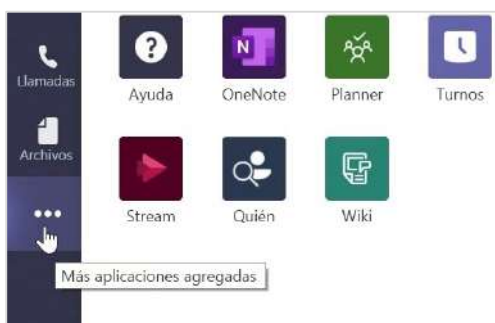 Llamadas
Archivos
Ayuda
OneNote
Planner
Turnos
Stream
Quién
Wiki
Más aplicaciones agregadas